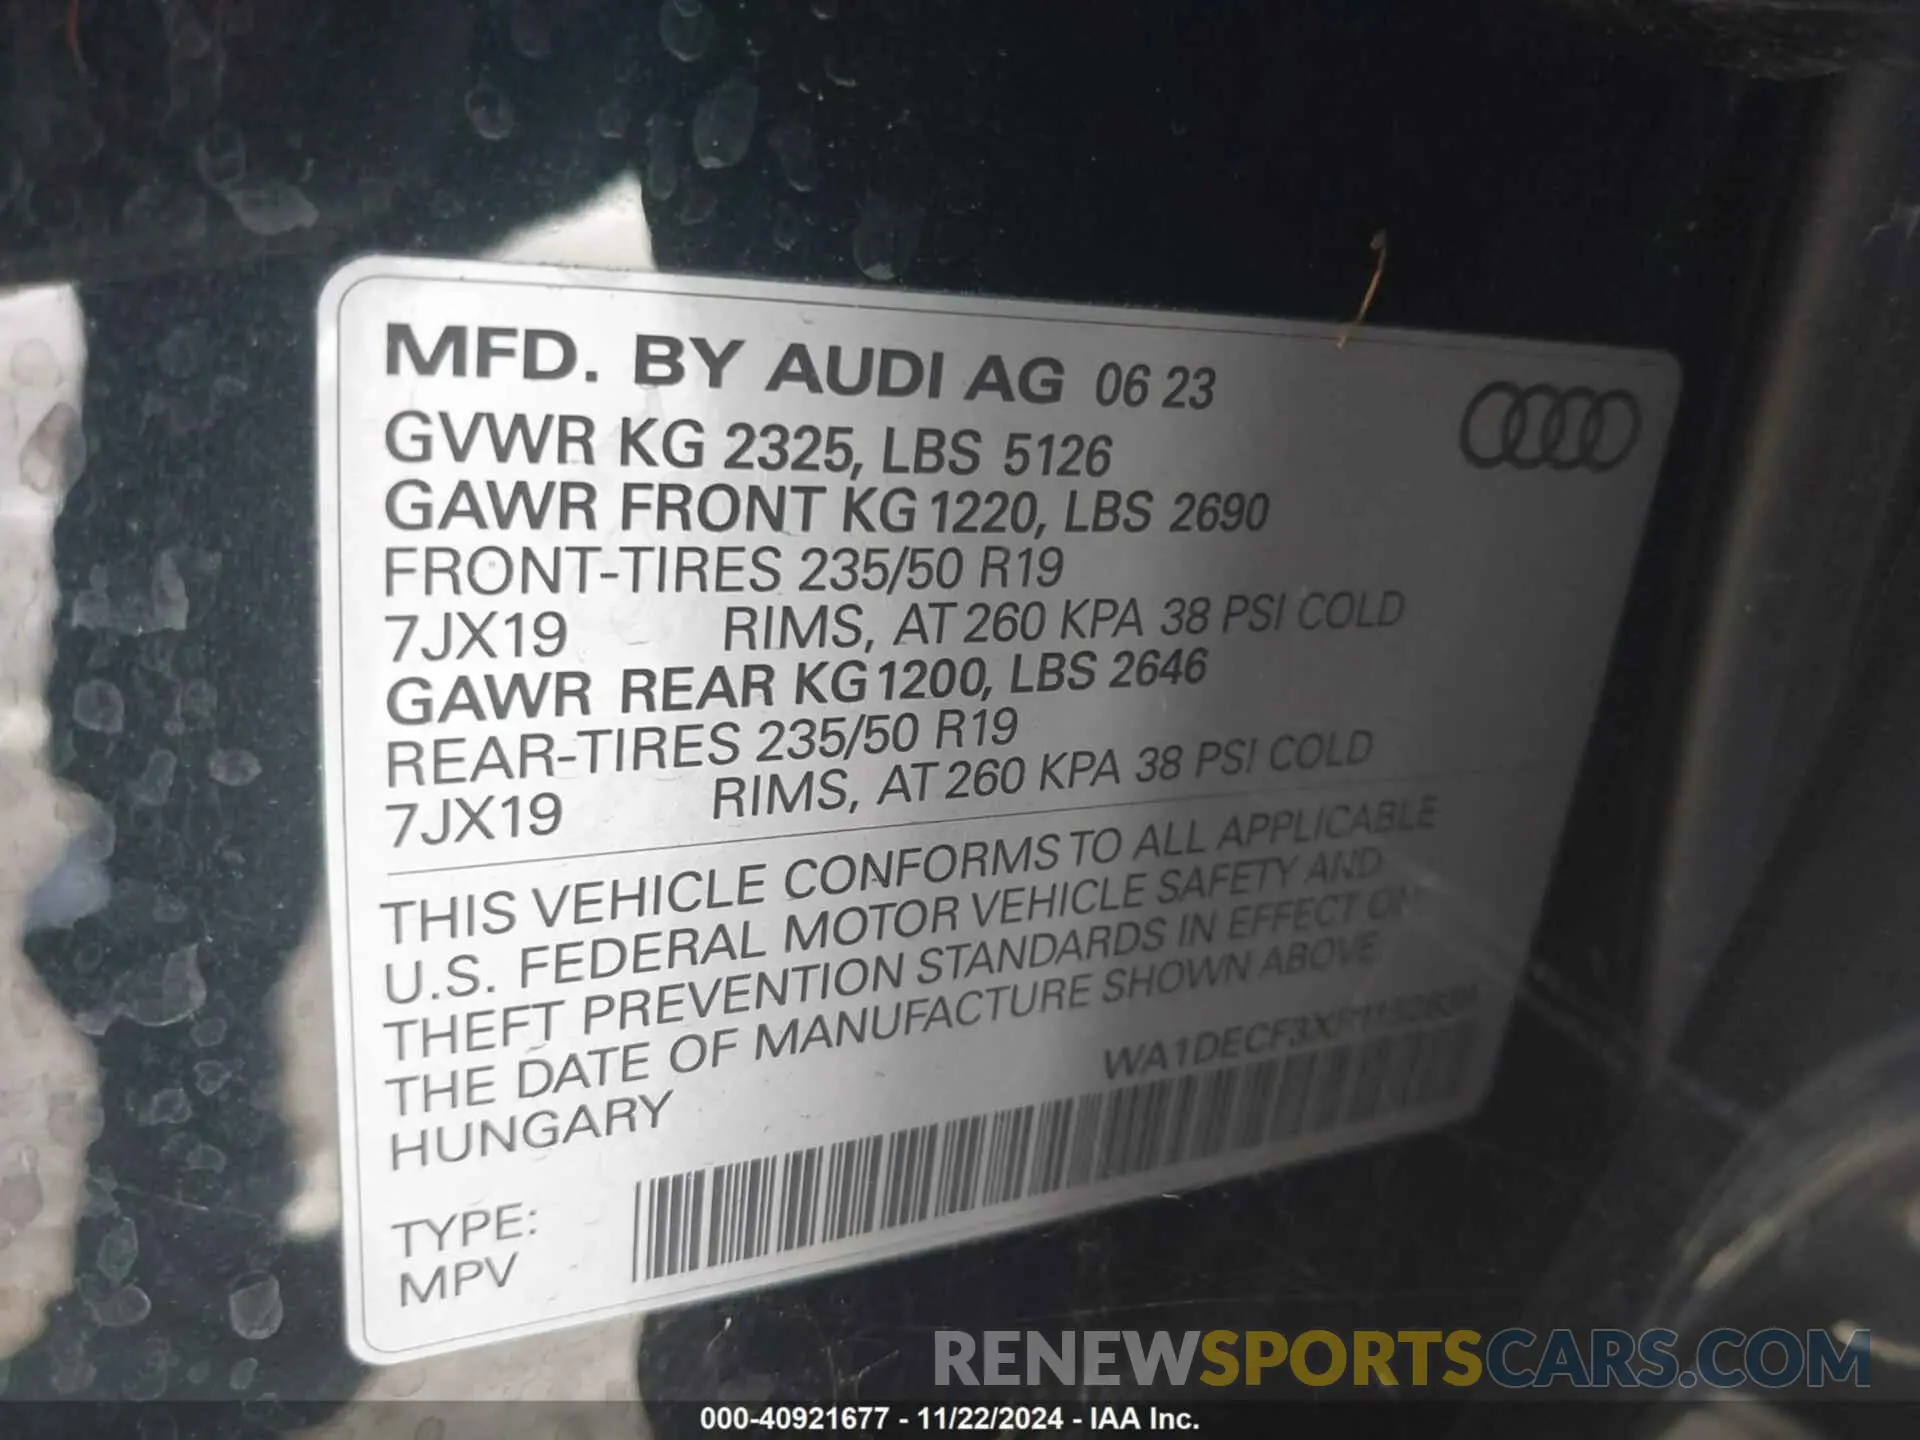 MFD. BY AUDI AG 06 23
GVWR KG 2325, LBS 5126
GAWR FRONT KG 1220, LBS 2690
FRONT-TIRES 235/50 R19
7JX19 RIMS, AT 260 KPA 38 PSI COLD
GAWR REAR KG 1200, LBS 2646
REAR-TIRES 235/50 R19
7JX19 RIMS, AT 260 KPA 38 PSI COLD
THIS VEHICLE CONFORMS TO ALL APPLICABLE
U.S. FEDERAL MOTOR VEHICLE SAFETY AND
THEFT PREVENTION STANDARDS IN EFFECT ON
THE DATE OF MANUFACTURE SHOWN ABOVE
HUNGARY
TYPE:
MPV
RENEWSPORTSCARS.COM
000-40921677 - 11/22/2024 - IAA Inc.